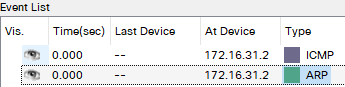 Event List
Vis. Time(sec) Last Device At Device Type
0.000 -- 172.16.31.2 ICMP
0.000 -- 172.16.31.2 ARP